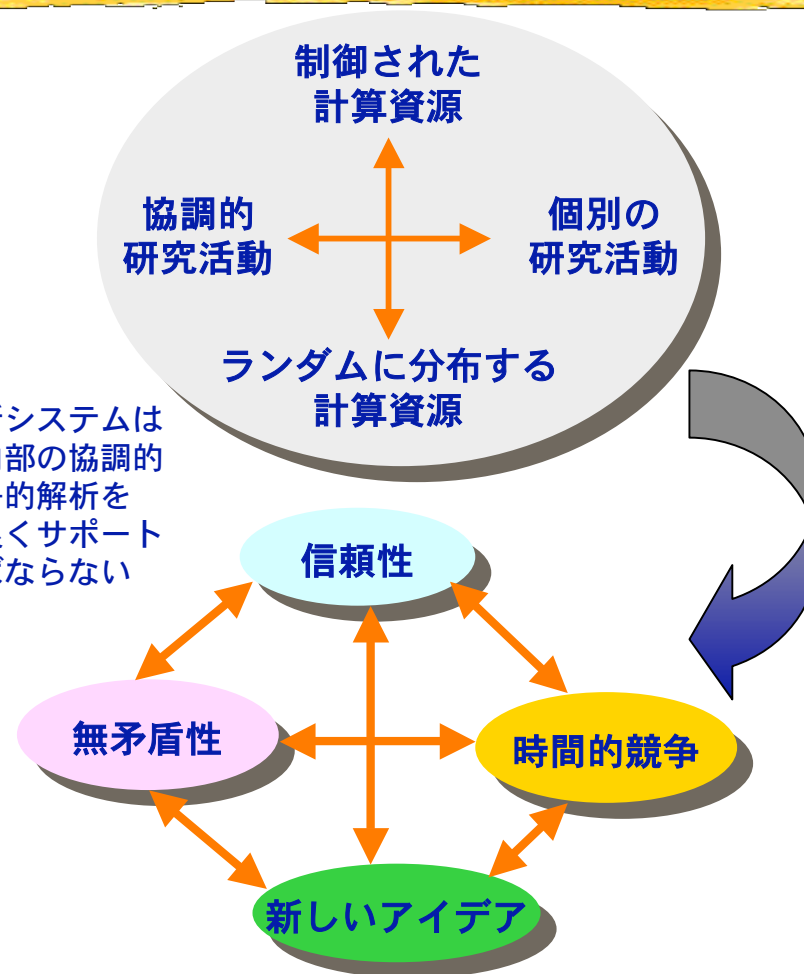 制御された
計算資源
協調的
研究活動
個別の
研究活動
ランダムに分布する
計算資源
システムは
部の協調的
的解析を
くサポート
ならない
信頼性
無矛盾性
時間的競争
新しいアイデア